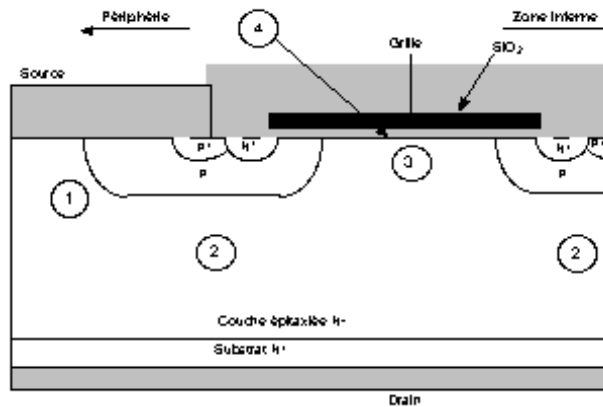 Périphérie
4
Zone Interne
Grille
SiO₂
Source
P⁺
N⁺
N⁺
P⁺
P
P
3
1
2
2
Couche épitaxiée N⁻
Substrat N⁺
Drain